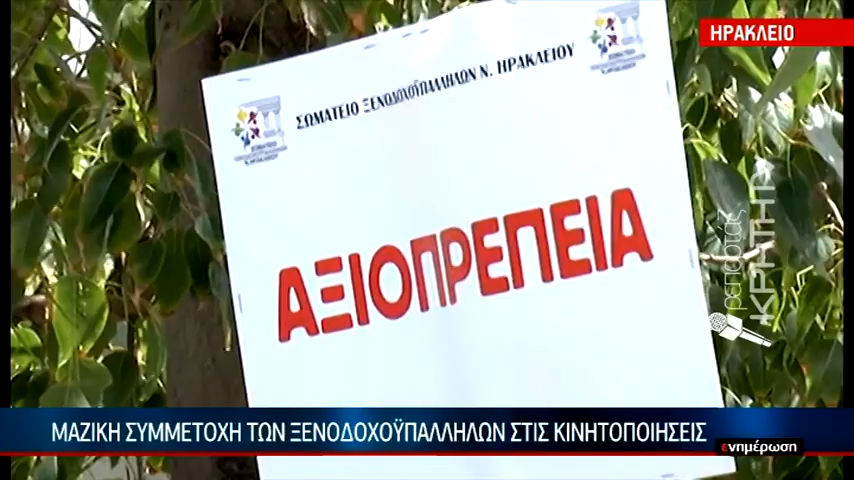 ΗΡΑΚΛΕΙΟ
ΣΩΜΑΤΕΙΟ ΞΕΝΟΔΟΧΟΫΠΑΛΛΗΛΩΝ Ν. ΗΡΑΚΛΕΙΟΥ
ΑΞΙΟΠΡΕΠΕΙΑ
ρεπορτάζ
ΚΡΗΤΗ
ΜΑΖΙΚΗ ΣΥΜΜΕΤΟΧΗ ΤΩΝ ΞΕΝΟΔΟΧΟΫΠΑΛΛΗΛΩΝ ΣΤΙΣ ΚΙΝΗΤΟΠΟΙΗΣΕΙΣ
ενημέρωση